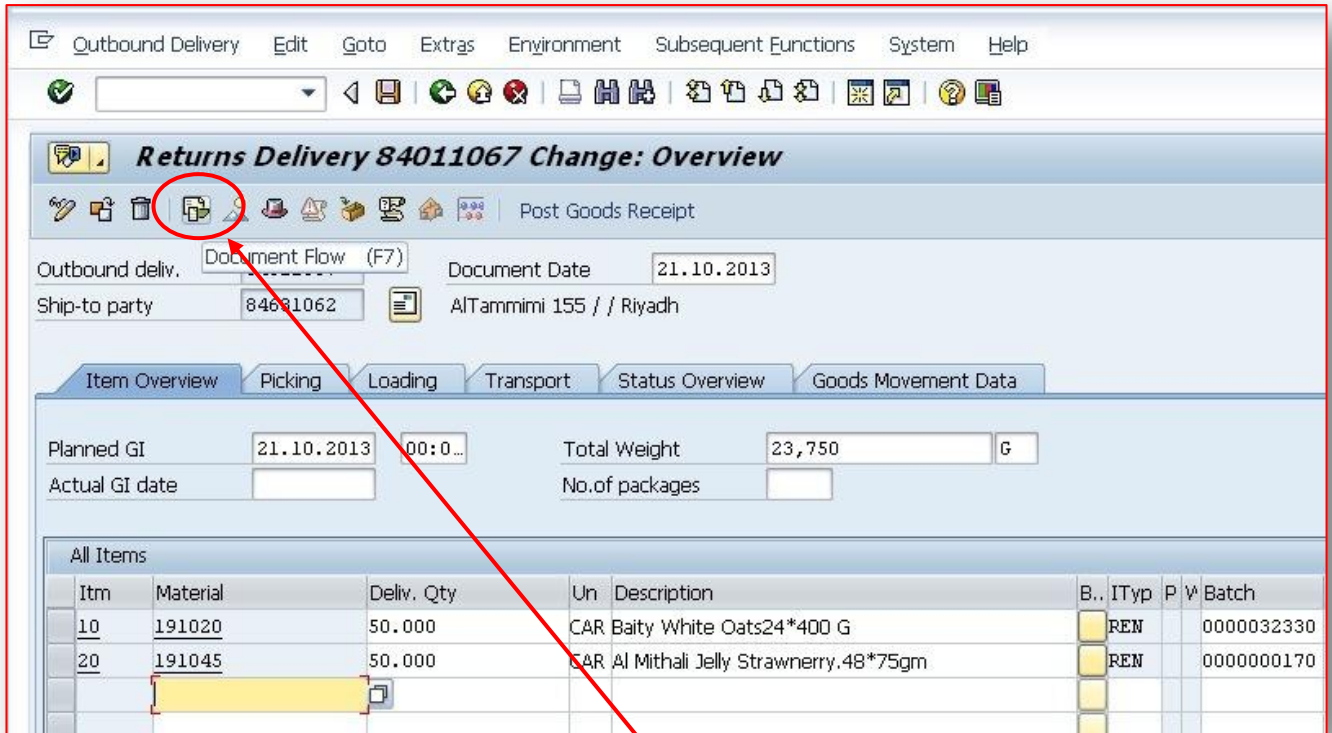 Outbound Delivery Edit Goto Extras Environment Subsequent Functions System Help
Returns Delivery 84011067 Change: Overview
Post Goods Receipt
Document Flow (F7)
Outbound deliv. Document Date 21.10.2013
Ship-to party 84631062 AlTammimi 155 / / Riyadh
Item Overview Picking Loading Transport Status Overview Goods Movement Data
Planned GI 21.10.2013 00:0… Total Weight 23,750 G
Actual GI date No.of packages
All Items
Itm Material Deliv. Qty Un Description B.. ITyp P W Batch
10 191020 50.000 CAR Baity White Oats24*400 G REN 0000032330
20 191045 50.000 CAR Al Mithali Jelly Strawnerry.48*75gm REN 0000000170